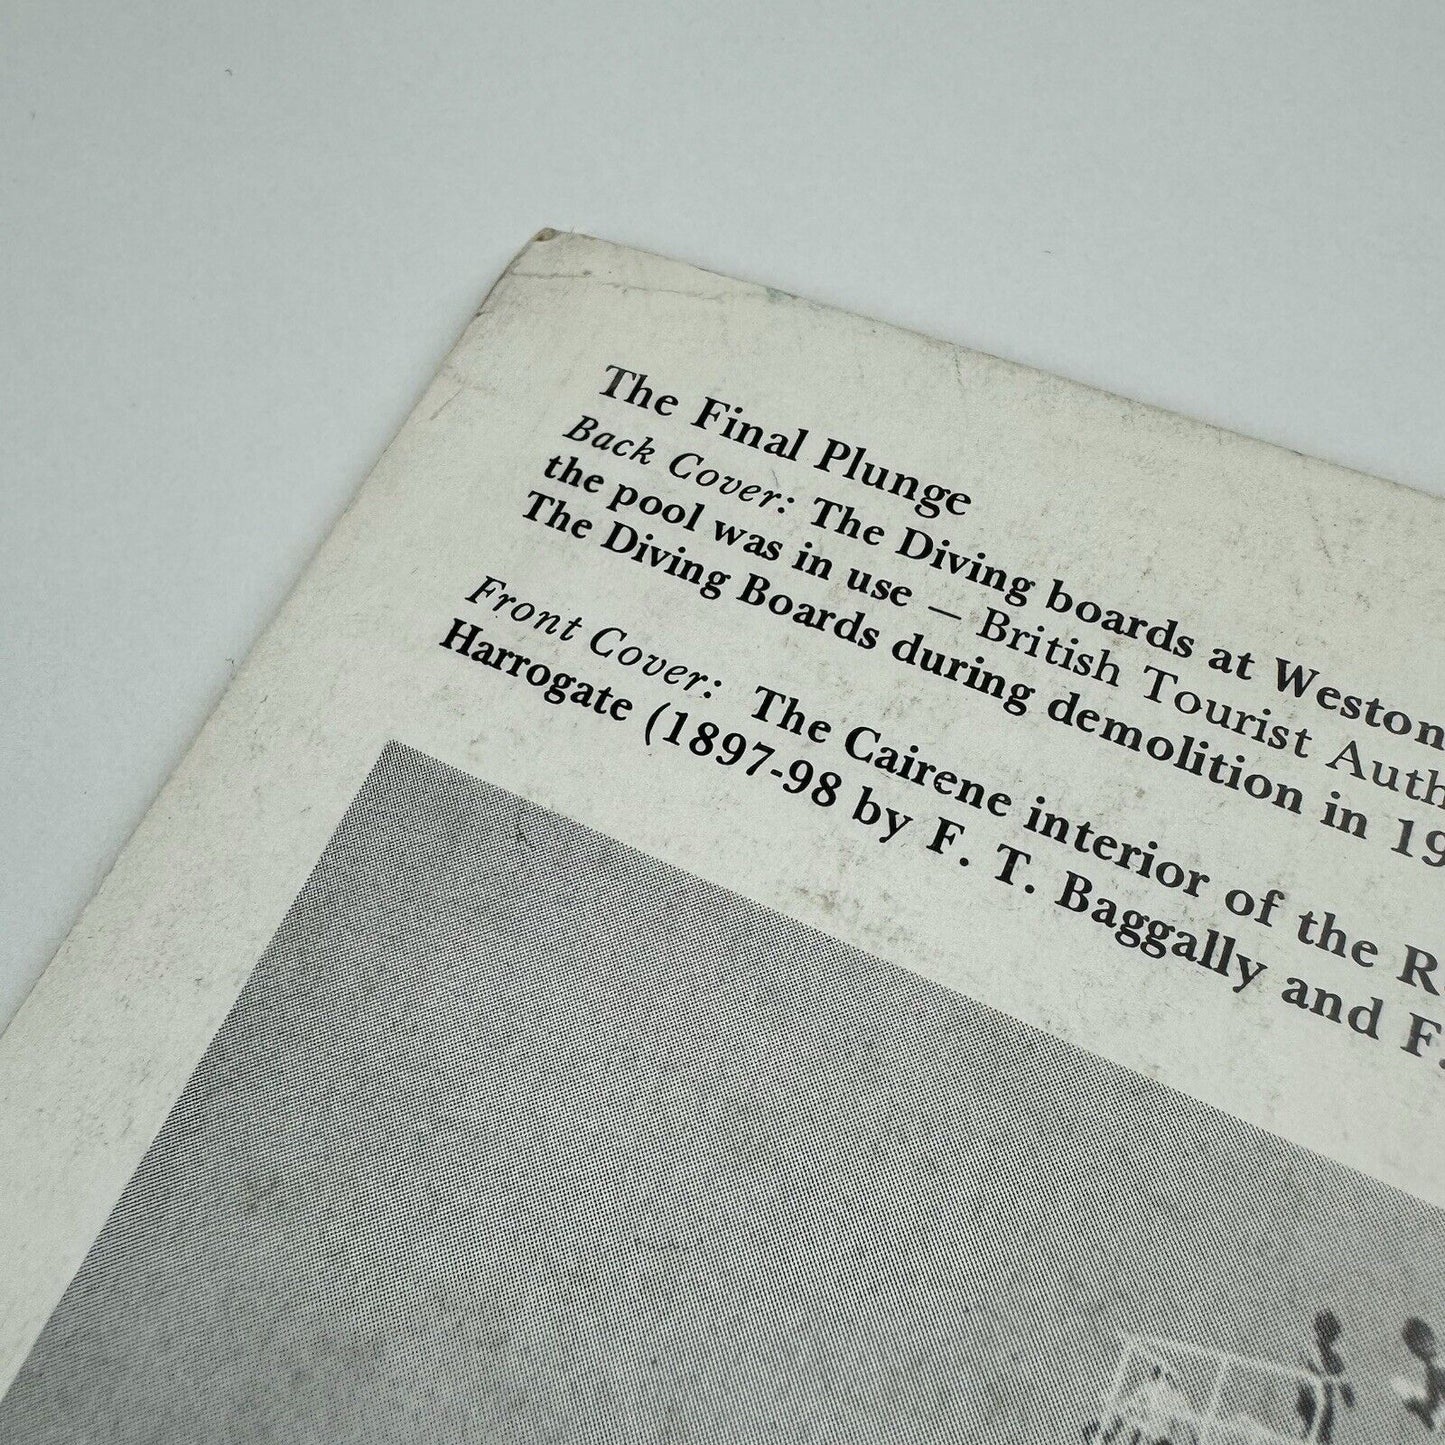 The Final Plunge
Back Cover: The Diving boards at Weston
the pool was in use — British Tourist Auth
The Diving Boards during demolition in 19
Front Cover: The Cairene interior of the R
Harrogate (1897-98 by F. T. Baggally and F.